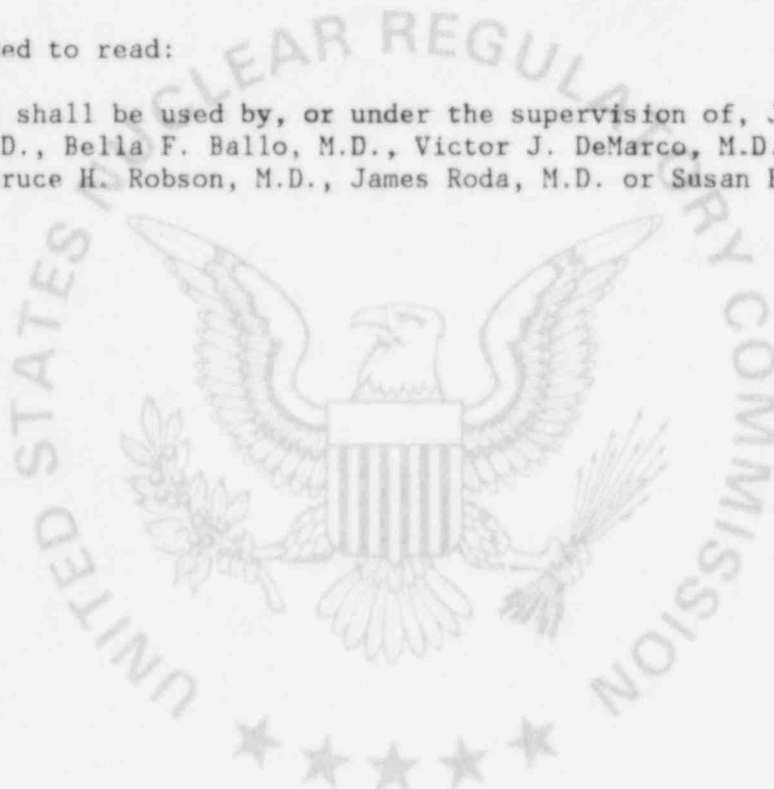 ed to read:
shall be used by, or under the supervision of, J
D., Bella F. Ballo, M.D., Victor J. DeMarco, M.D.
ruce H. Robson, M.D., James Roda, M.D. or Susan
UNITED STATES NUCLEAR REGULATORY COMMISSION